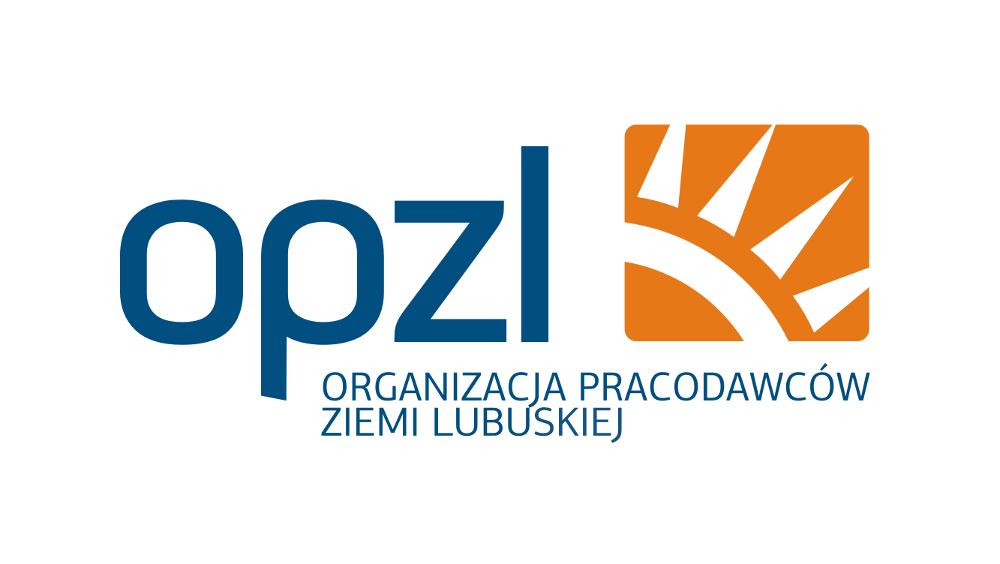 opzl
ORGANIZACJA PRACODAWCÓW
ZIEMI LUBUSKIEJ